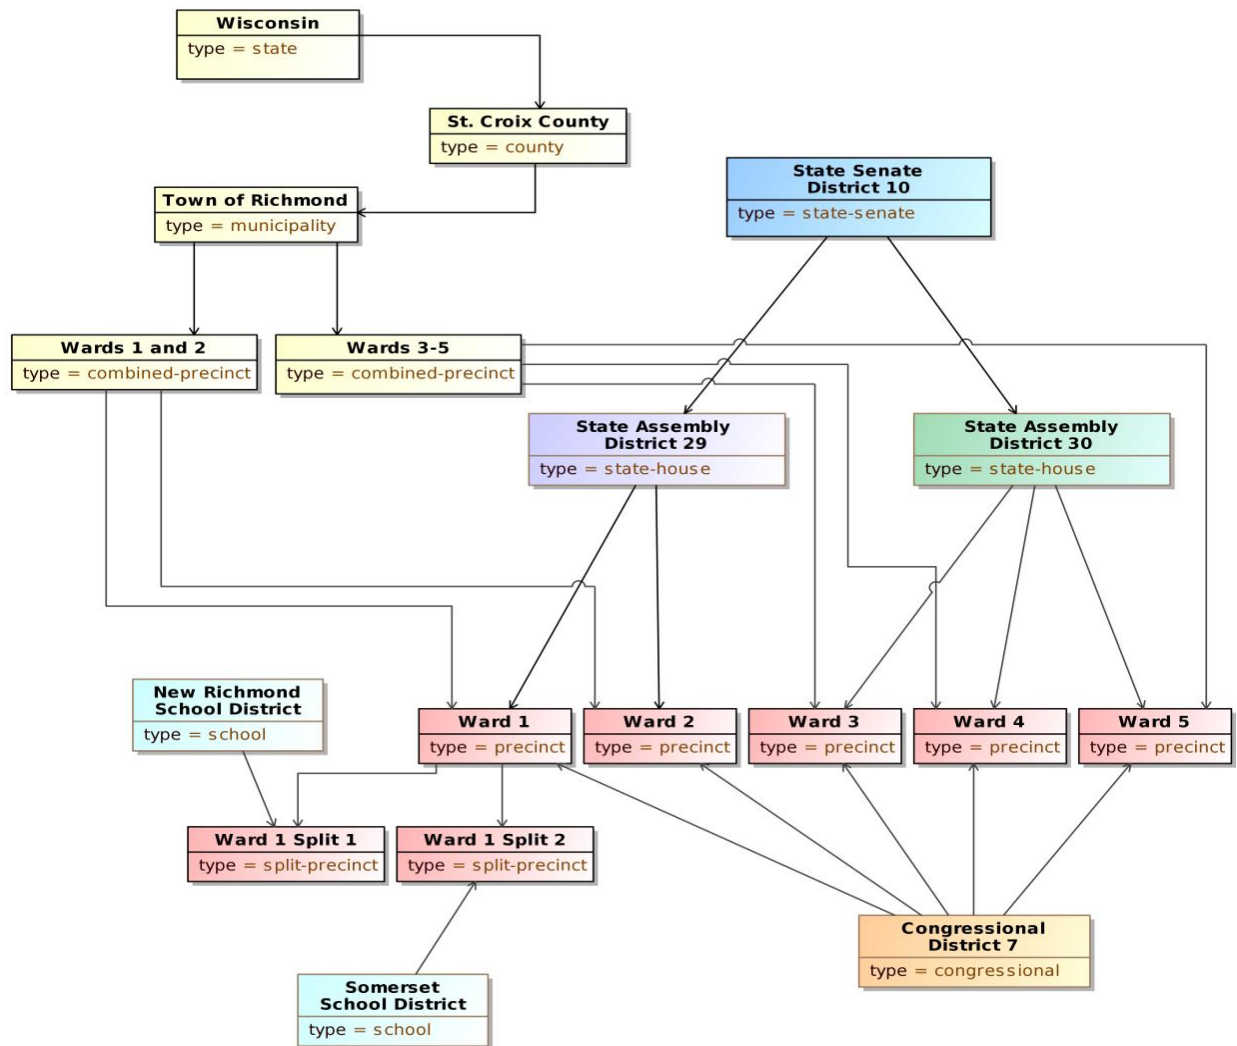 Wisconsin
type = state
St. Croix County
type = county
State Senate
District 10
type = state-senate
Town of Richmond
type = municipality
Wards 1 and 2
type = combined-precinct
Wards 3-5
type = combined-precinct
State Assembly
District 29
type = state-house
State Assembly
District 30
type = state-house
New Richmond
School District
type = school
Ward 1
type = precinct
Ward 2
type = precinct
Ward 3
type = precinct
Ward 4
type = precinct
Ward 5
type = precinct
Ward 1 Split 1
type = split-precinct
Ward 1 Split 2
type = split-precinct
Congressional
District 7
type = congressional
Somerset
School District
type = school